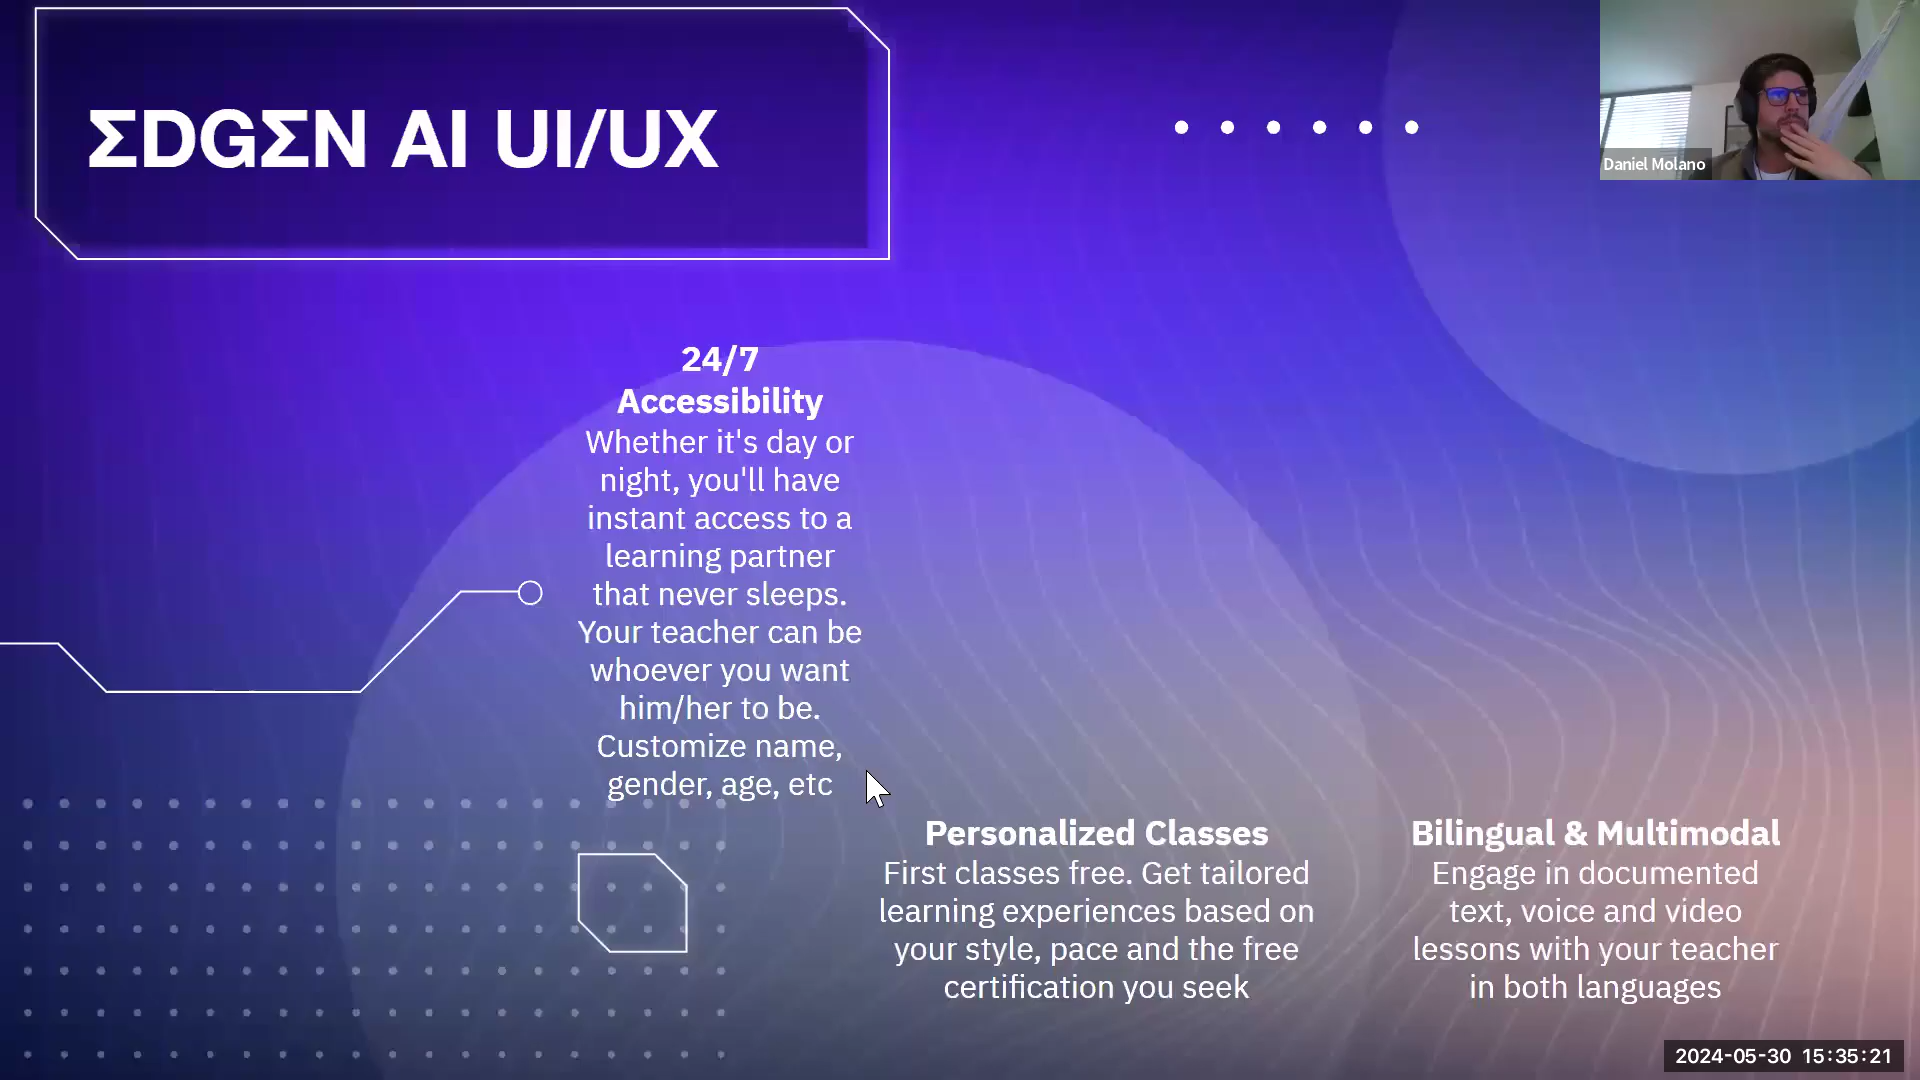 ΣDGΣN AI UI/UX
Daniel Molano
24/7
Accessibility
Whether it's day or
night, you'll have
instant access to a
learning partner
that never sleeps.
Your teacher can be
whoever you want
him/her to be.
Customize name,
gender, age, etc
Personalized Classes
First classes free. Get tailored
learning experiences based on
your style, pace and the free
certification you seek
Bilingual & Multimodal
Engage in documented
text, voice and video
lessons with your teacher
in both languages
2024-05-30 15:35:21